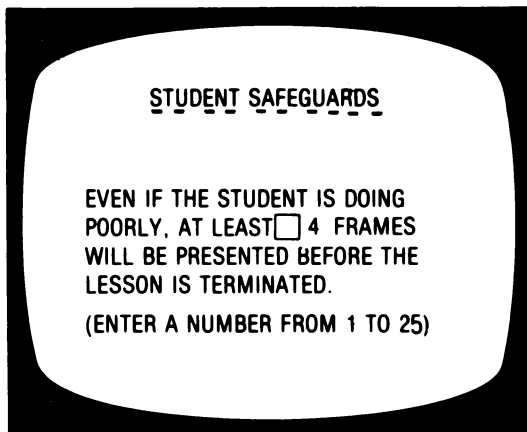 STUDENT SAFEGUARDS
EVEN IF THE STUDENT IS DOING
POORLY, AT LEAST 4 FRAMES
WILL BE PRESENTED BEFORE THE
LESSON IS TERMINATED.
(ENTER A NUMBER FROM 1 TO 25)